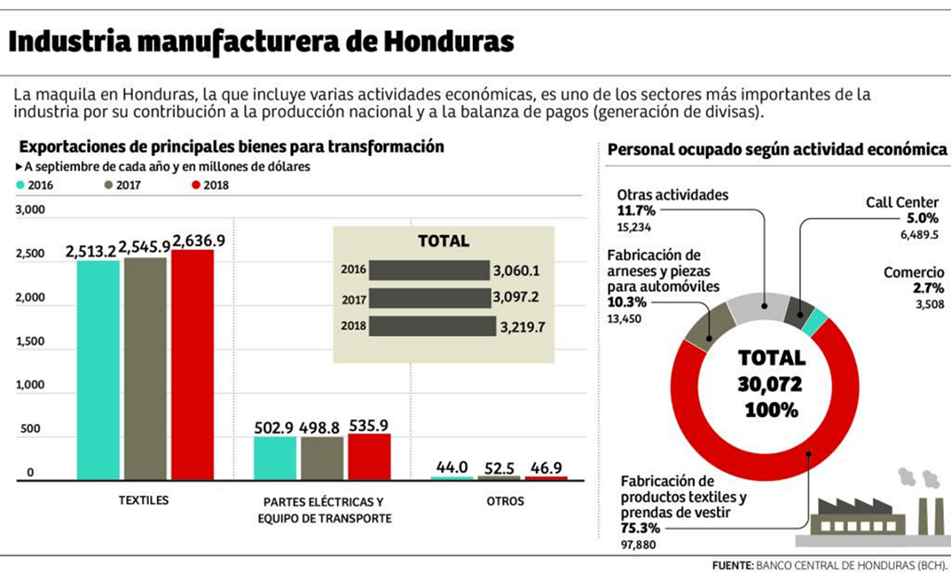 Industria manufacturera de Honduras
La maquila en Honduras, la que incluye varias actividades económicas, es uno de los sectores más importantes de la
industria por su contribución a la producción nacional y a la balanza de pagos (generación de divisas).
Exportaciones de principales bienes para transformación
A septiembre de cada año y en millones de dólares
2016 2017 2018
3,000
2,500
2,000
1,500
1,000
500
0
2,513.2 2,545.9 2,636.9
502.9 498.8 535.9
44.0 52.5 46.9
TEXTILES
PARTES ELÉCTRICAS Y
EQUIPO DE TRANSPORTE
OTROS
TOTAL
2016 3,060.1
2017 3,097.2
2018 3,219.7
Personal ocupado según actividad económica
Otras actividades
11.7%
15,234
Call Center
5.0%
6,489.5
Fabricación de
arneses y piezas
para automóviles
10.3%
13,450
Comercio
2.7%
3,508
TOTAL
30,072
100%
Fabricación de
productos textiles y
prendas de vestir
75.3%
97,880
FUENTE: BANCO CENTRAL DE HONDURAS (BCH).